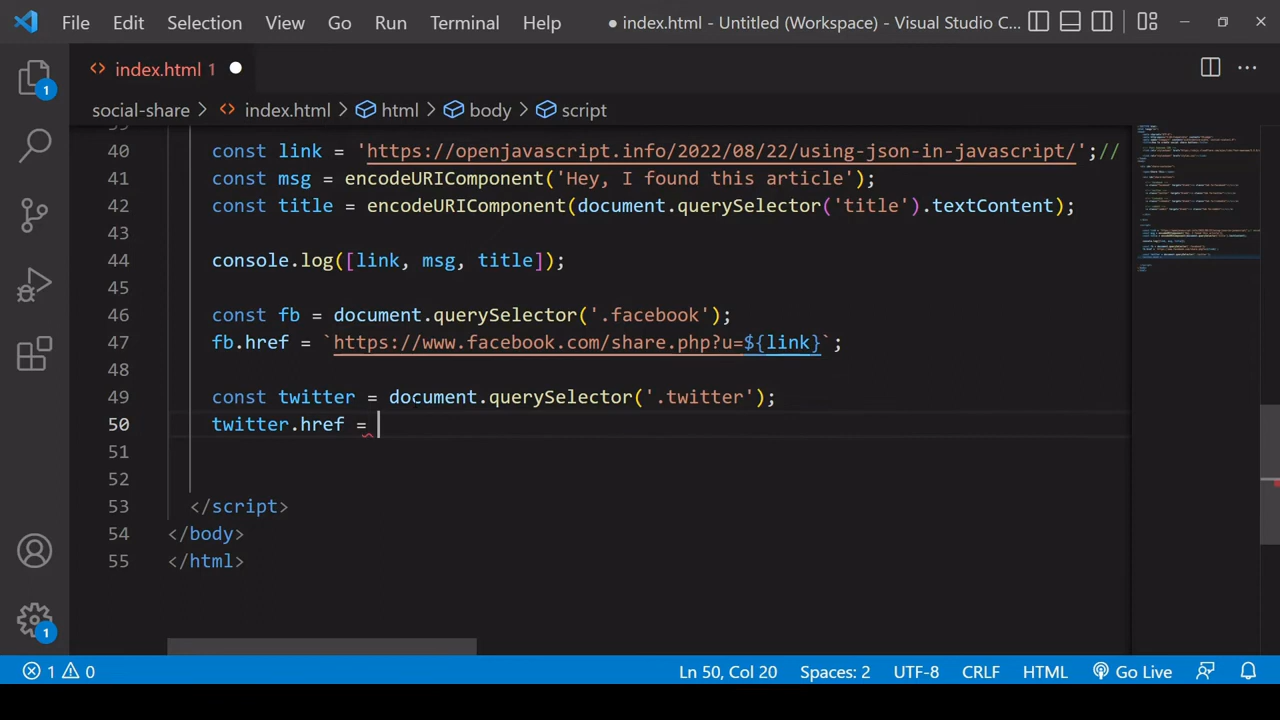 File Edit Selection View Go Run Terminal Help ● index.html - Untitled (Workspace) - Visual Studio C...
index.html 1
social-share > index.html > html > body > script
1
40 const link = 'https://openjavascript.info/2022/08/22/using-json-in-javascript/';//
41 const msg = encodeURIComponent('Hey, I found this article');
42 const title = encodeURIComponent(document.querySelector('title').textContent);
43
44 console.log([link, msg, title]);
45
46 const fb = document.querySelector('.facebook');
47 fb.href = `https://www.facebook.com/share.php?u=${link}`;
48
49 const twitter = document.querySelector('.twitter');
50 twitter.href =
51
52
53 </script>
54 </body>
55 </html>
1
1 0 Ln 50, Col 20 Spaces: 2 UTF-8 CRLF HTML Go Live